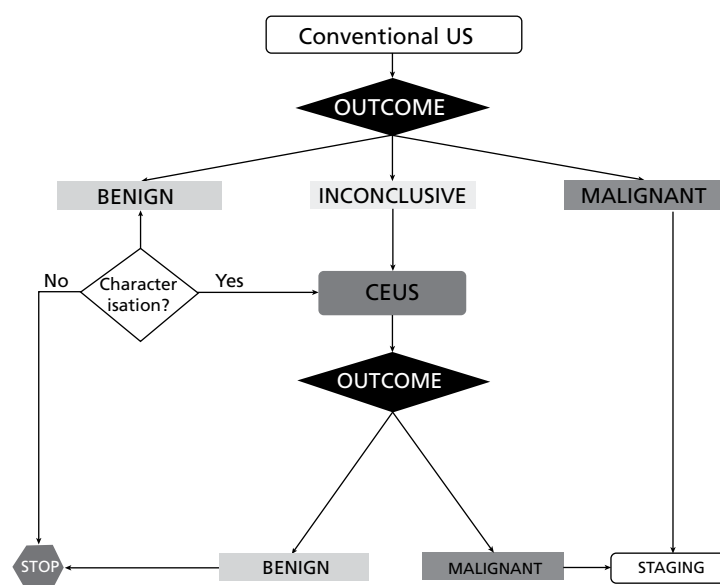 Conventional US
OUTCOME
BENIGN
INCONCLUSIVE
MALIGNANT
No
Character
isation?
Yes
CEUS
OUTCOME
STOP
BENIGN
MALIGNANT
STAGING